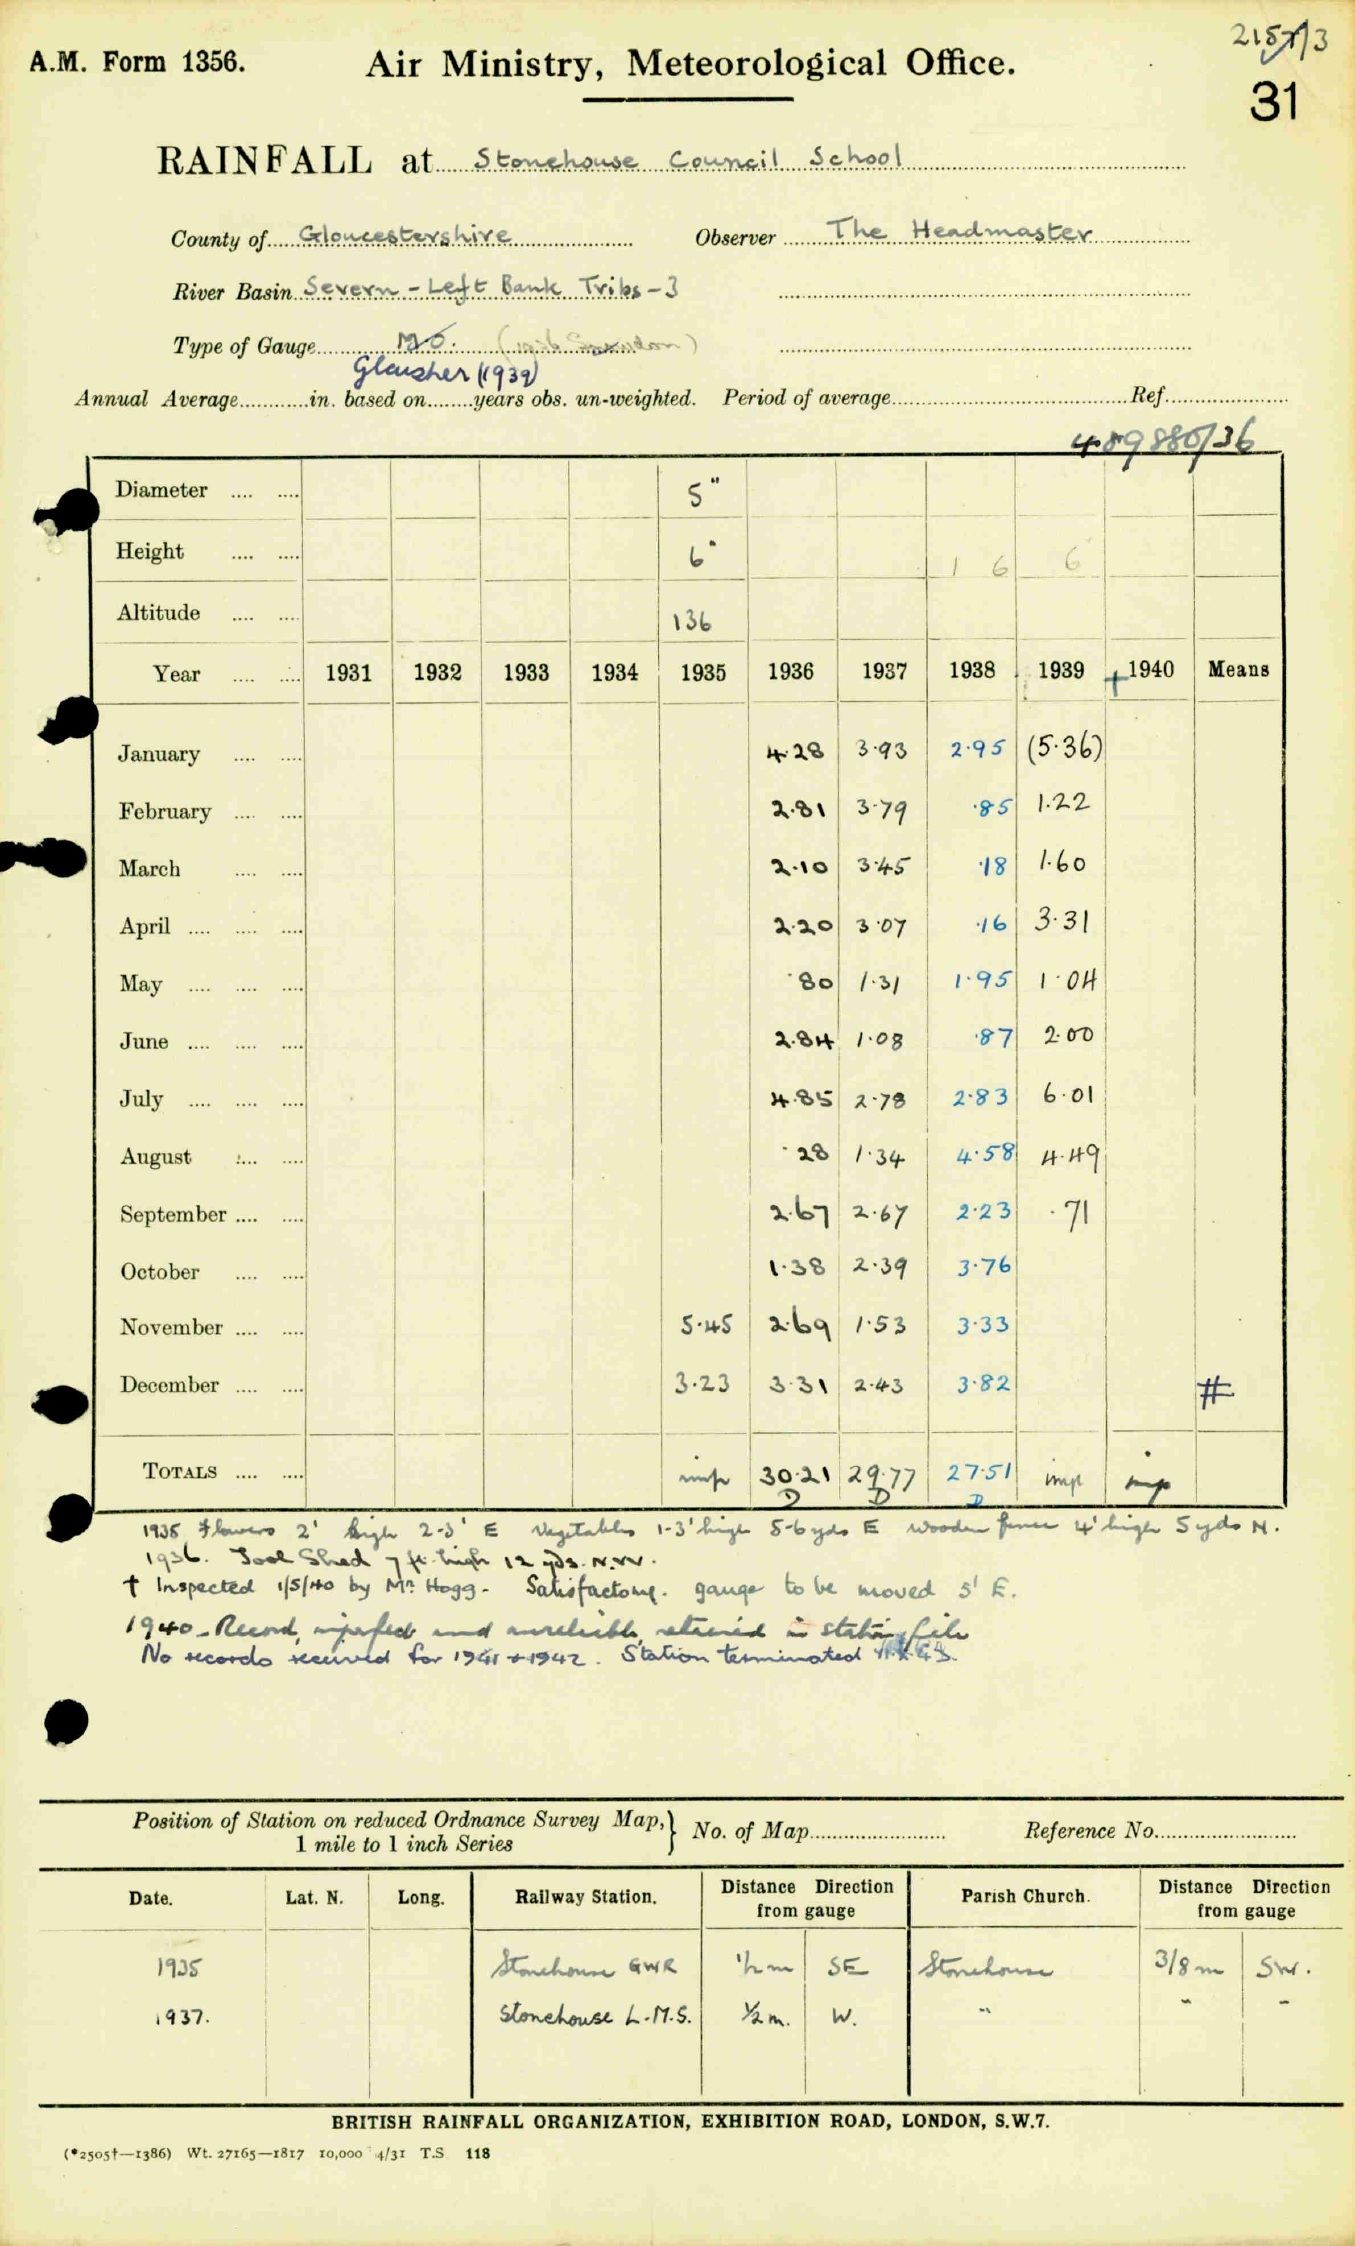 A.M. Form 1356.
Air Ministry, Meteorological Office.
31
RAINFALL at Stonehouse Council School
County of Gloucestershire Observer The Headmaster
River Basin Severn - Left Bank Tribs - 3
Type of Gauge M.O. (1936 Snowdon)
Glaisher (1939)
Annual Average in. based on years obs. un-weighted. Period of average Ref.
Diameter 5"
Height 6" 1 6 6
Altitude 136
Year 1931 1932 1933 1934 1935 1936 1937 1938 1939 † 1940 Means
January 4.28 3.93 2.95 (5.36)
February 2.81 3.79 .85 1.22
March 2.10 3.45 .18 1.60
April 2.20 3.07 .16 3.31
May .80 1.31 1.95 1.04
June 2.84 1.08 .87 2.00
July 4.85 2.78 2.83 6.01
August .28 1.34 4.58 4.49
September 2.67 2.67 2.23 .71
October 1.38 2.39 3.76
November 5.45 2.69 1.53 3.33
December 3.23 3.31 2.43 3.82 #
TOTALS imp 30.21 29.77 27.51 imp imp
D D D
1935 Flowers 2' high 2-3' E Vegetables 1-3' high 5-6 yds E wooden fence 4' high 5 yds N.
1936. Tool Shed 7 ft. high 12 yds. N.W.
† Inspected 1/5/40 by Mr Hogg. Satisfactory. gauge to be moved 5' E.
1940 - Record, imperfect and unreliable, retained in station file
No records received for 1941 + 1942. Station terminated
Position of Station on reduced Ordnance Survey Map, 1 mile to 1 inch Series } No. of Map Reference No.
Date. Lat. N. Long. Railway Station. Distance Direction from gauge Parish Church. Distance Direction from gauge
1935 Stonehouse GWR 1/2 m SE Stonehouse 3/8 m SW.
1937. Stonehouse L.M.S. 1/2 m. W. " " "
BRITISH RAINFALL ORGANIZATION, EXHIBITION ROAD, LONDON, S.W.7.
(*2505†—1386) Wt. 27165—1817 10,000 4/31 T.S 118